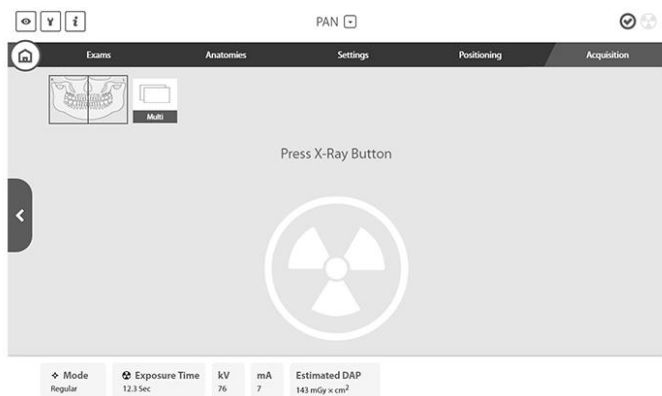 PAN
Exams Anatomies Settings Positioning Acquisition
Multi
Press X-Ray Button
Mode Exposure Time kV mA Estimated DAP
Regular 12.3 Sec 76 7 143 mGy × cm²